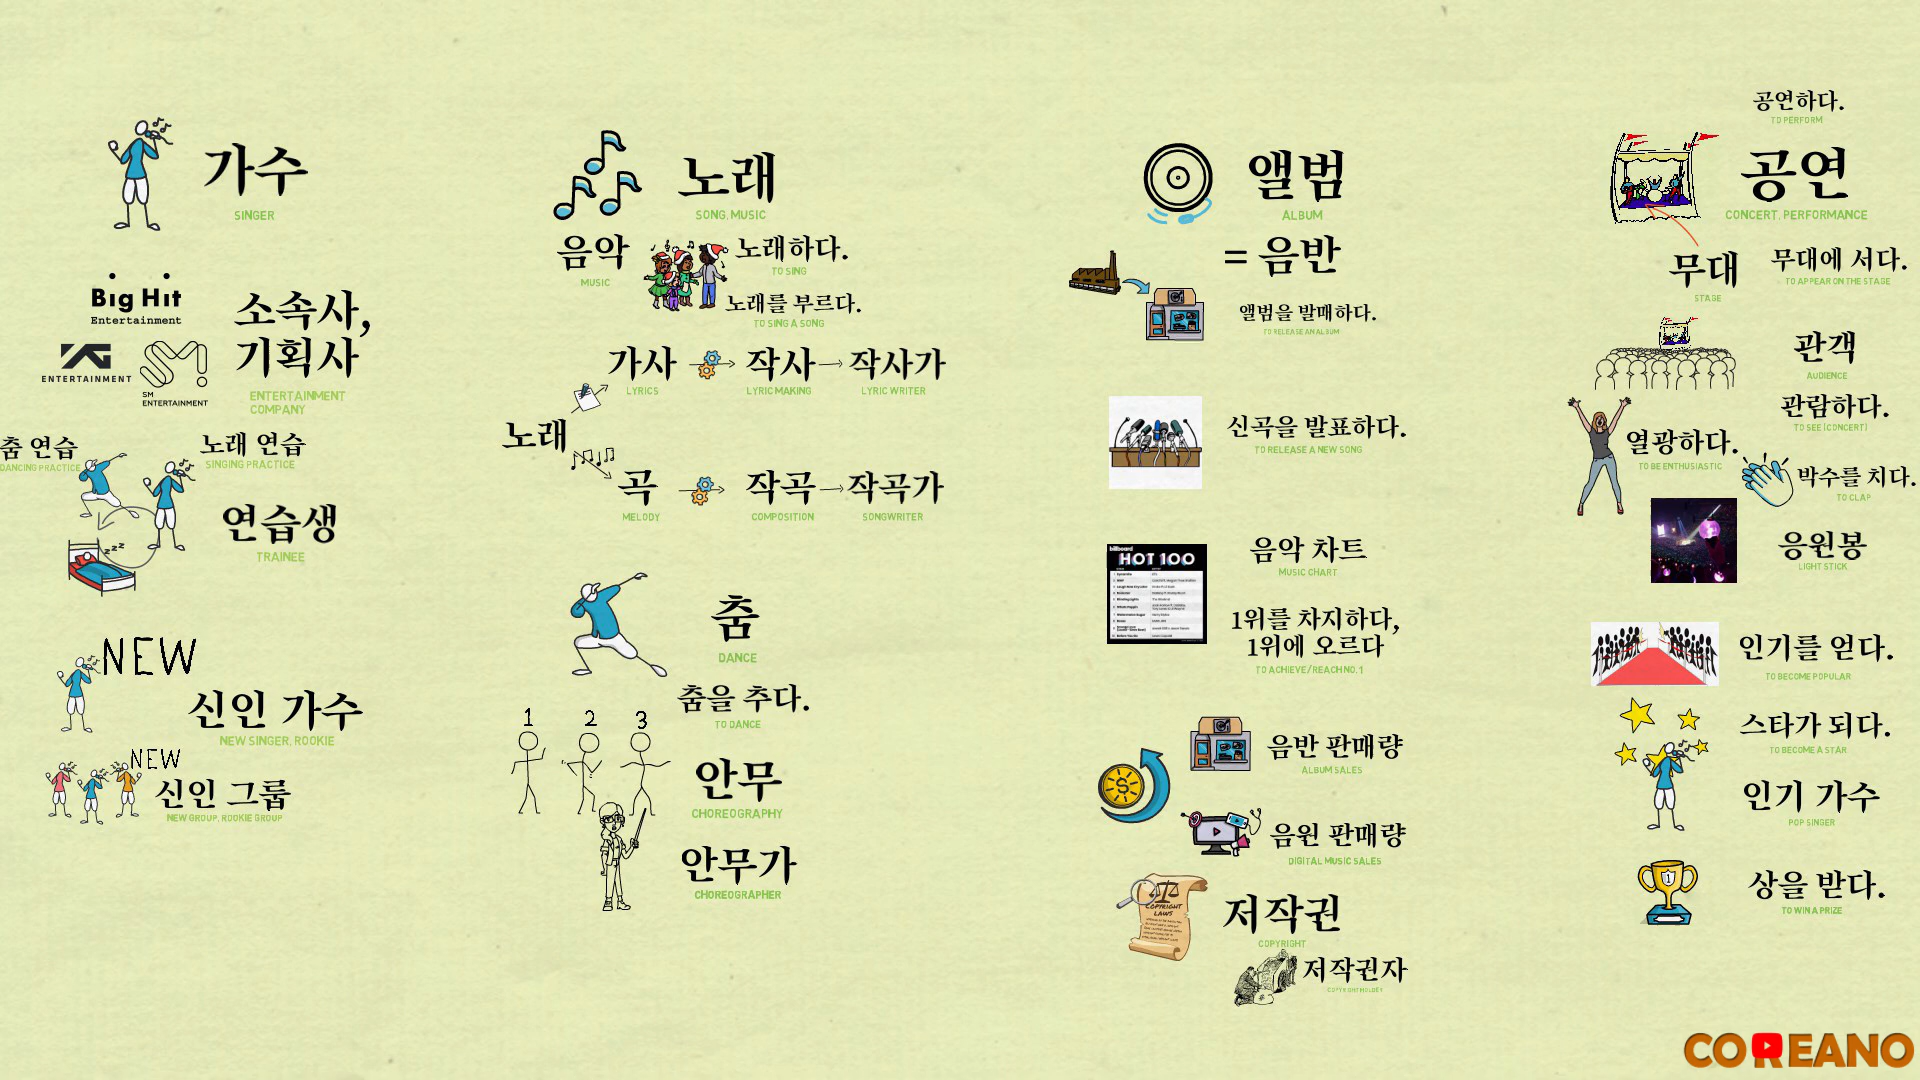 가수
SINGER
Big Hit
Entertainment
YG
ENTERTAINMENT
SM
SM
ENTERTAINMENT
소속사,
기획사
ENTERTAINMENT
COMPANY
춤 연습
DANCING PRACTICE
노래 연습
SINGING PRACTICE
연습생
TRAINEE
zzz
NEW
신인 가수
NEW SINGER, ROOKIE
NEW
신인 그룹
NEW GROUP, ROOKIE GROUP
노래
SONG, MUSIC
음악
MUSIC
노래하다.
TO SING
노래를 부르다.
TO SING A SONG
가사
LYRICS
작사
LYRIC MAKING
작사가
LYRIC WRITER
노래
곡
MELODY
작곡
COMPOSITION
작곡가
SONGWRITER
춤
DANCE
춤을 추다.
TO DANCE
1 2 3
안무
CHOREOGRAPHY
안무가
CHOREOGRAPHER
앨범
ALBUM
= 음반
앨범을 발매하다.
TO RELEASE AN ALBUM
신곡을 발표하다.
TO RELEASE A NEW SONG
billboard
HOT 100
음악 차트
MUSIC CHART
1위를 차지하다,
1위에 오르다
TO ACHIEVE/REACH NO. 1
음반 판매량
ALBUM SALES
$
음원 판매량
DIGITAL MUSIC SALES
COPYRIGHT
LAWS
저작권
COPYRIGHT
저작권자
COPYRIGHT HOLDER
공연하다.
TO PERFORM
공연
CONCERT, PERFORMANCE
무대
STAGE
무대에 서다.
TO APPEAR ON THE STAGE
관객
AUDIENCE
관람하다.
TO SEE (CONCERT)
열광하다.
TO BE ENTHUSIASTIC
박수를 치다.
TO CLAP
응원봉
LIGHT STICK
인기를 얻다.
TO BECOME POPULAR
스타가 되다.
TO BECOME A STAR
인기 가수
POP SINGER
1
상을 받다.
TO WIN A PRIZE
COREANO